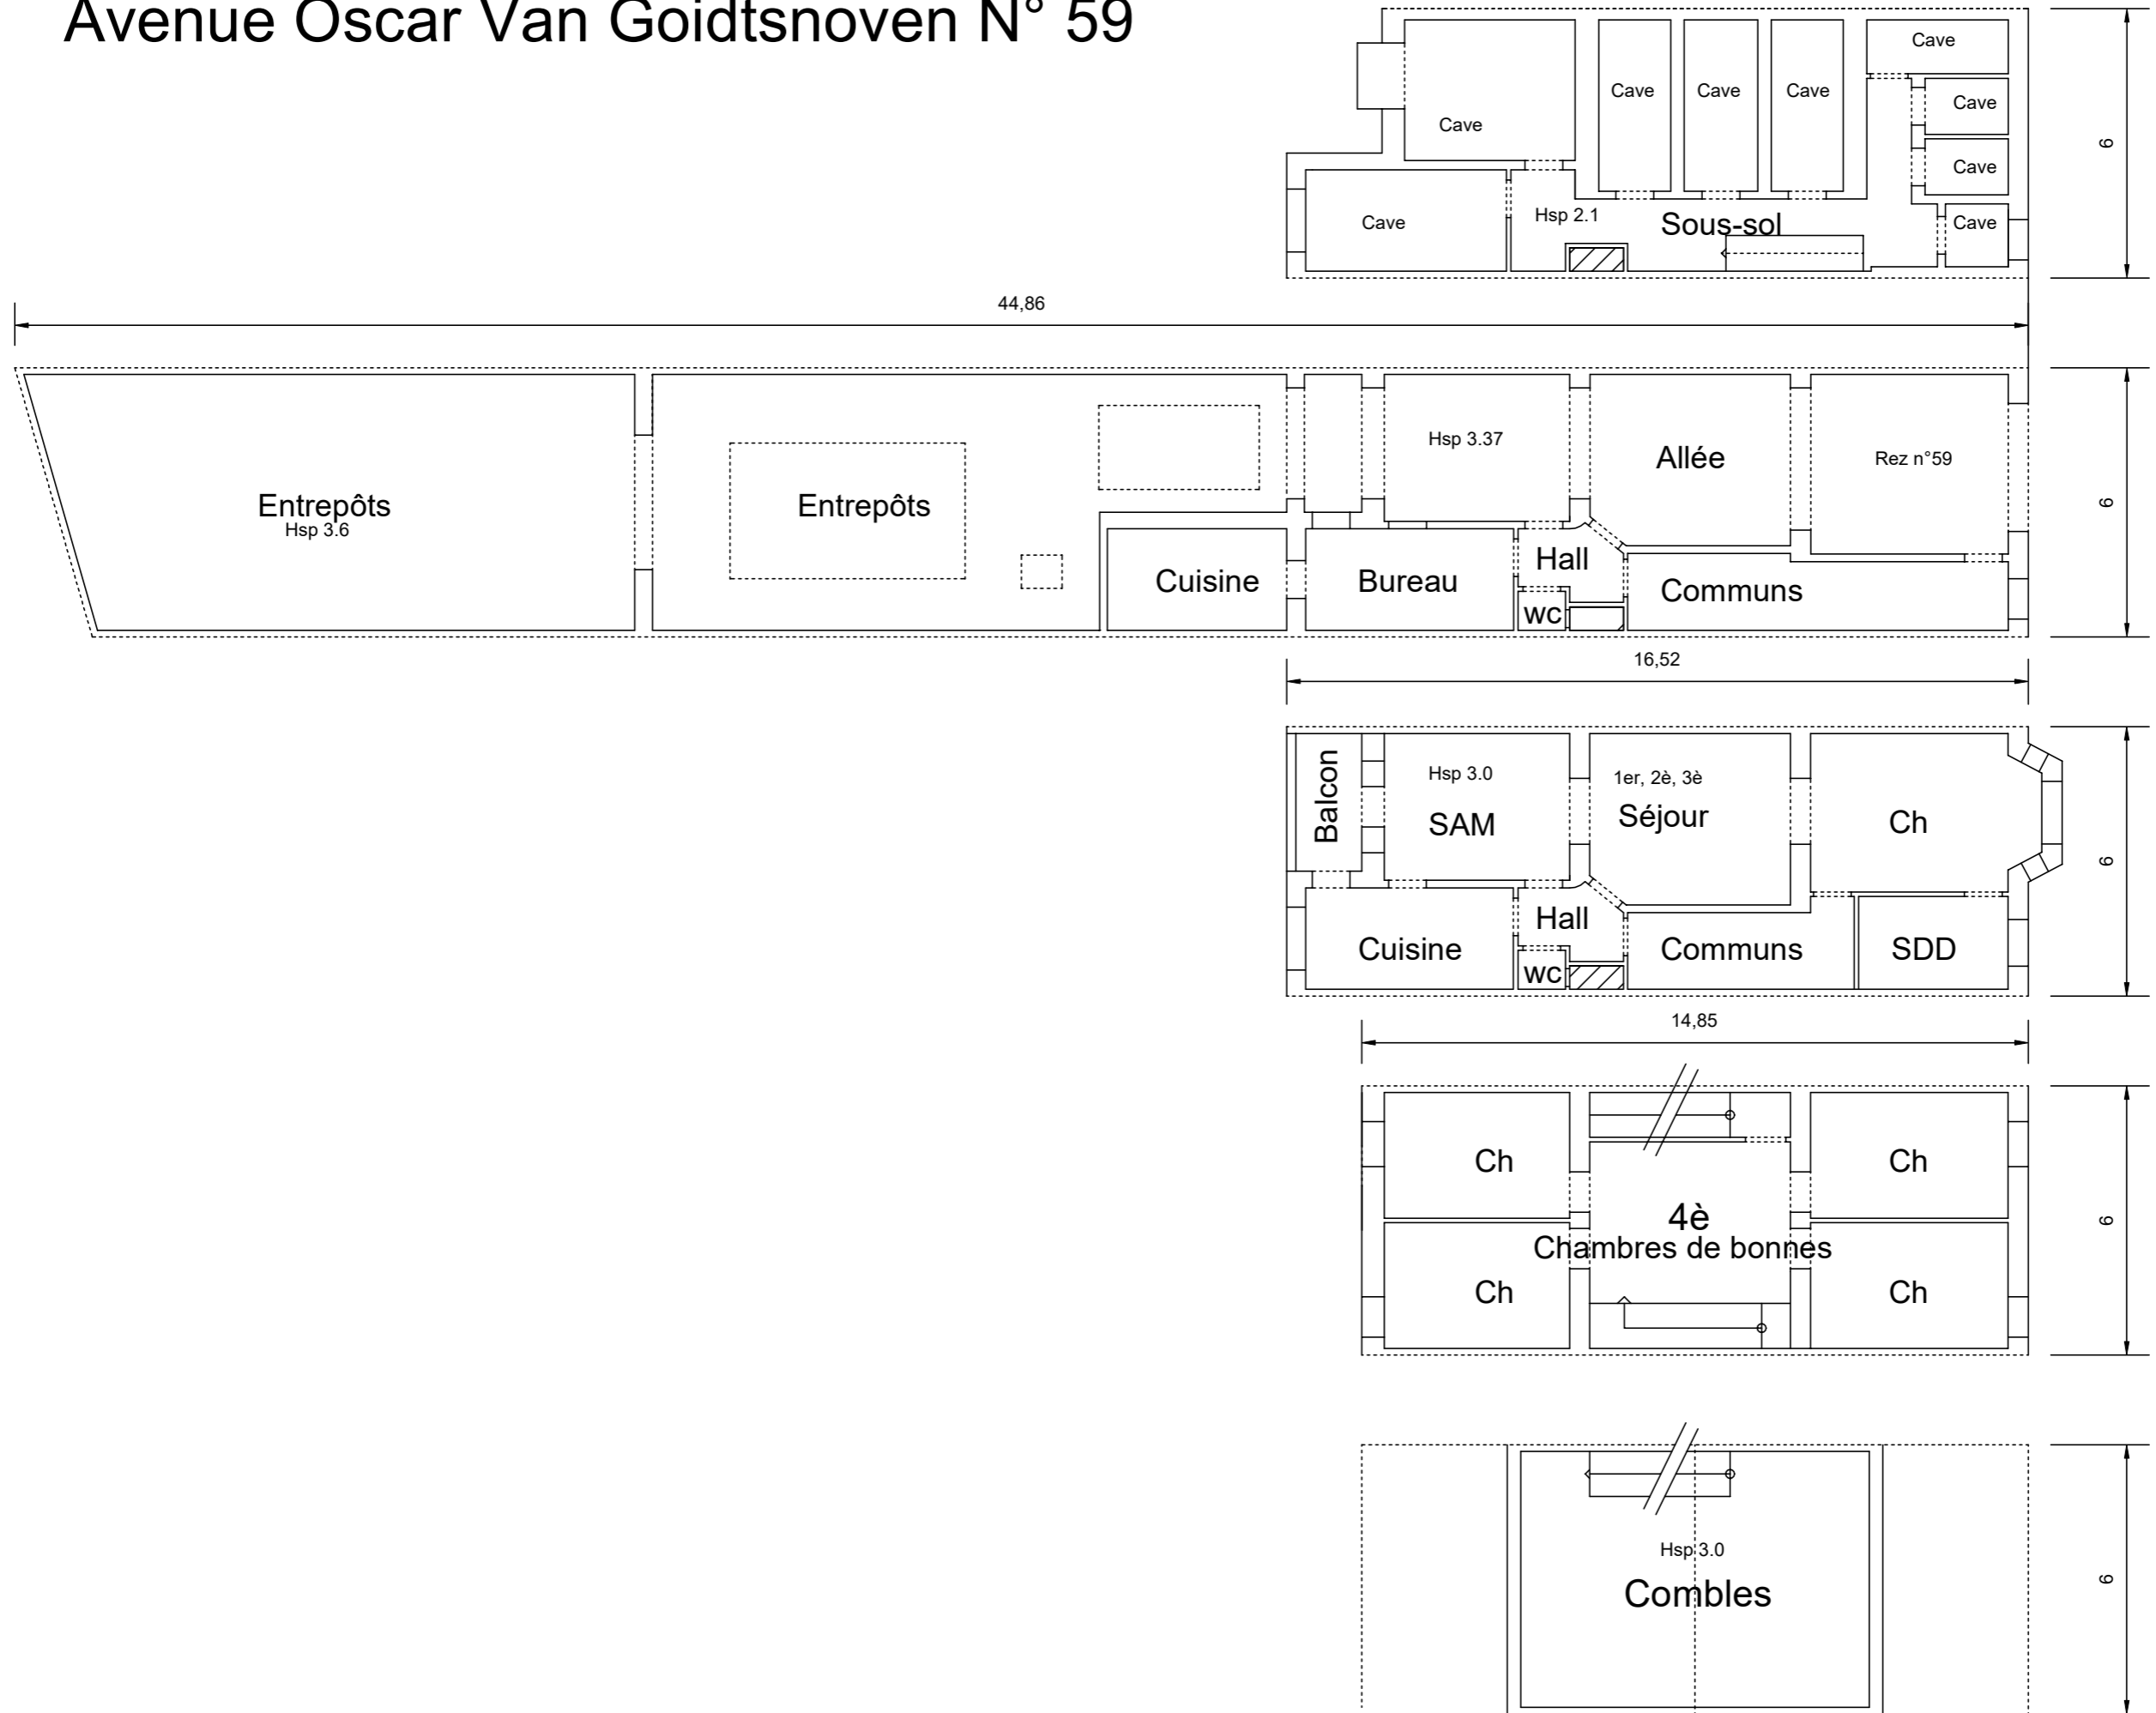 Avenue Oscar Van Goidtsnoven N° 59
Cave
Cave
Cave
Cave
Cave
Cave
Cave
Cave
Cave
Hsp 2.1
Sous-sol
Cave
6
44,86
Hsp 3.37
Allée
Rez n°59
Entrepôts
Hsp 3.6
Entrepôts
Hall
Cuisine
Bureau
Communs
wc
6
16,52
Balcon
Hsp 3.0
SAM
1er, 2è, 3è
Séjour
Ch
Hall
Cuisine
Communs
SDD
wc
6
14,85
Ch
Ch
4è
Chambres de bonnes
Ch
Ch
6
Hsp 3.0
Combles
6